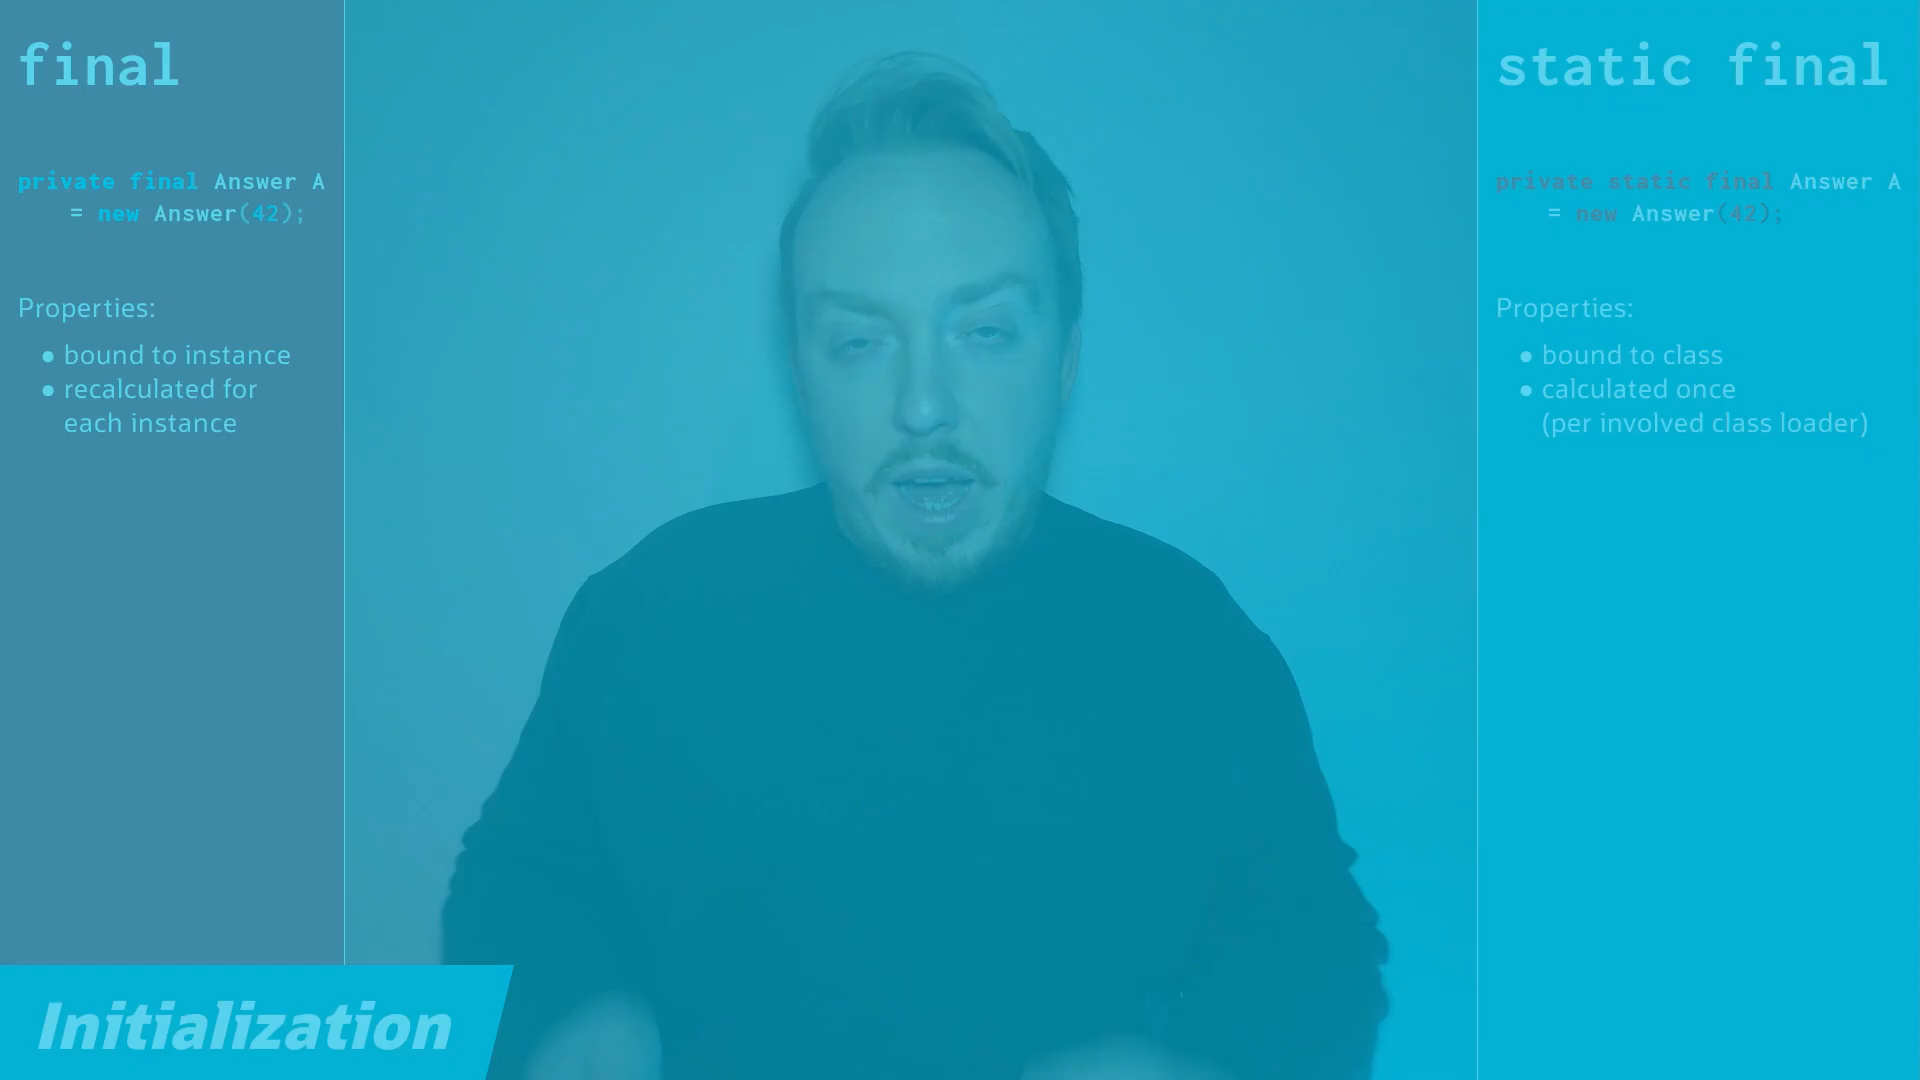 final
private final Answer A
= new Answer(42);
Properties:
● bound to instance
● recalculated for
each instance
static final
private static final Answer A
= new Answer(42);
Properties:
● bound to class
● calculated once
(per involved class loader)
Initialization